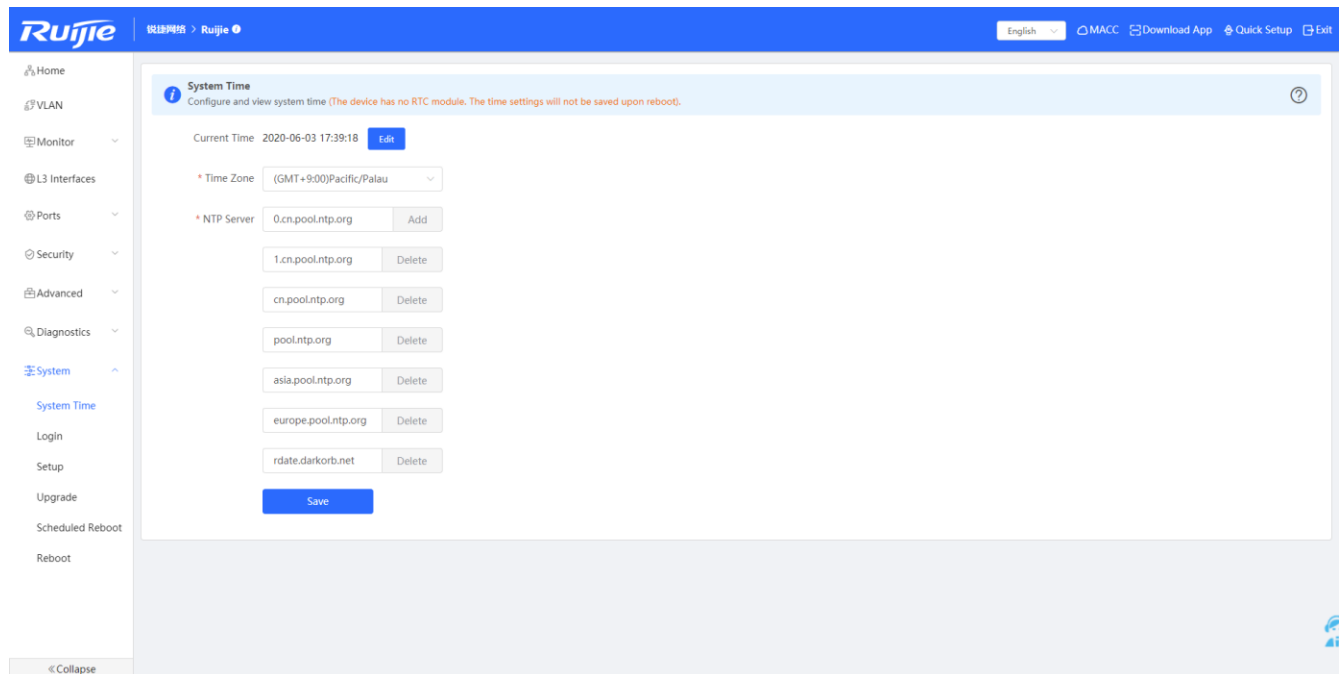 Ruijie
锐捷网络 > Ruijie
English
MACC
Download App
Quick Setup
Exit
Home
VLAN
Monitor
L3 Interfaces
Ports
Security
Advanced
Diagnostics
System
System Time
Login
Setup
Upgrade
Scheduled Reboot
Reboot
«Collapse
System Time
Configure and view system time (The device has no RTC module. The time settings will not be saved upon reboot).
Current Time 2020-06-03 17:39:18 Edit
* Time Zone (GMT+9:00)Pacific/Palau
* NTP Server 0.cn.pool.ntp.org Add
1.cn.pool.ntp.org Delete
cn.pool.ntp.org Delete
pool.ntp.org Delete
asia.pool.ntp.org Delete
europe.pool.ntp.org Delete
rdate.darkorb.net Delete
Save